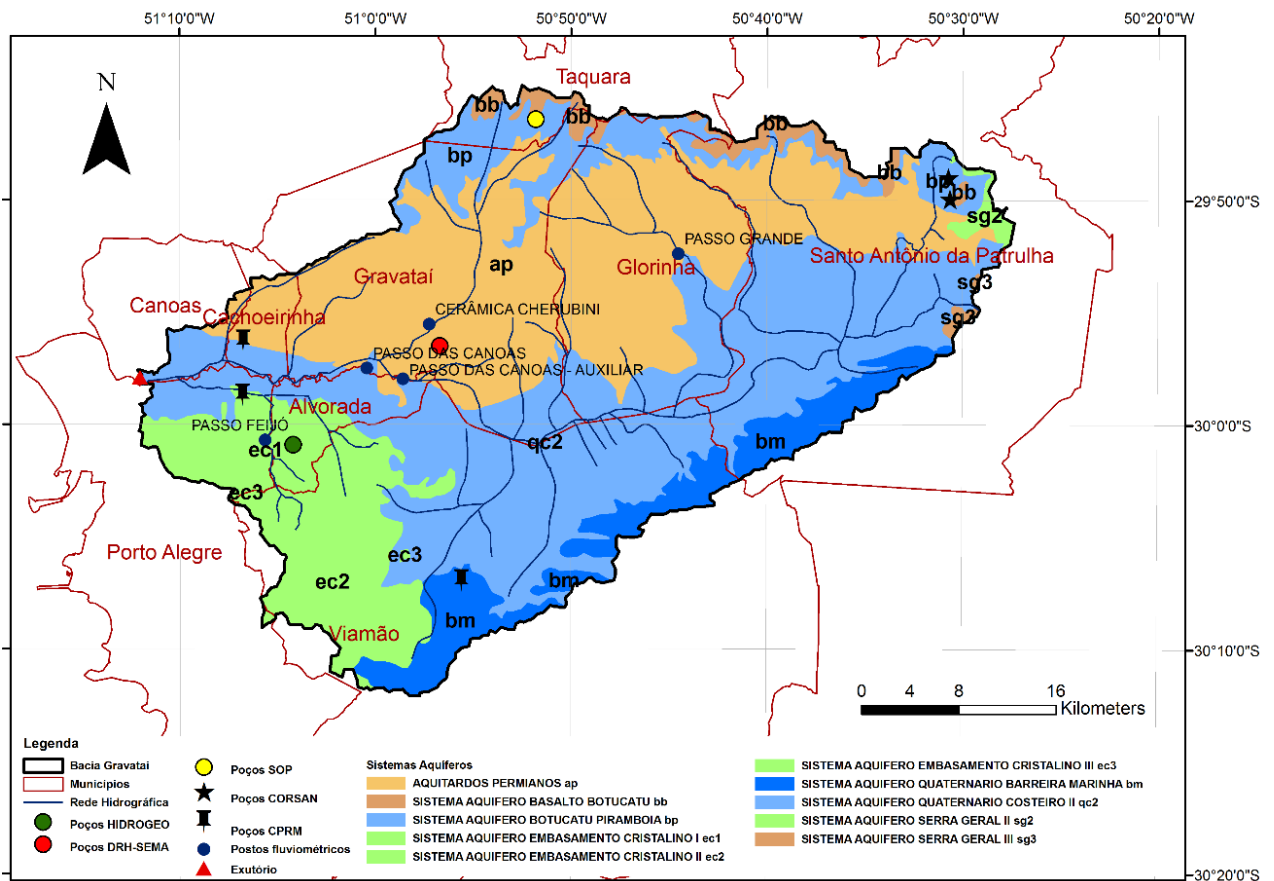 51°10'0"W 51°0'0"W 50°50'0"W 50°40'0"W 50°30'0"W 50°20'0"W
N
Taquara
bb
bb
bb
bp
bb
bp
bb
29°50'0"S
sg2
PASSO GRANDE
Santo Antônio da Patrulha
Glorinha
ap
Gravataí
sg3
Canoas
Cachoeirinha
CERÂMICA CHERUBINI
sg3
PASSO DAS CANOAS
PASSO DAS CANOAS - AUXILIAR
Alvorada
PASSO FEIJÓ
30°0'0"S
qc2
bm
ec1
ec3
Porto Alegre
ec3
ec2
bm
bm
Viamão
30°10'0"S
0 4 8 16
Kilometers
Legenda
Bacia Gravatai
Municípios
Rede Hidrográfica
Poços HIDROGEO
Poços DRH-SEMA
Poços SOP
Poços CORSAN
Poços CPRM
Postos fluviométricos
Exutório
Sistemas Aquíferos
AQUITARDOS PERMIANOS ap
SISTEMA AQUIFERO BASALTO BOTUCATU bb
SISTEMA AQUIFERO BOTUCATU PIRAMBOIA bp
SISTEMA AQUIFERO EMBASAMENTO CRISTALINO I ec1
SISTEMA AQUIFERO EMBASAMENTO CRISTALINO II ec2
SISTEMA AQUIFERO EMBASAMENTO CRISTALINO III ec3
SISTEMA AQUIFERO QUATERNARIO BARREIRA MARINHA bm
SISTEMA AQUIFERO QUATERNARIO COSTEIRO II qc2
SISTEMA AQUIFERO SERRA GERAL II sg2
SISTEMA AQUIFERO SERRA GERAL III sg3
30°20'0"S